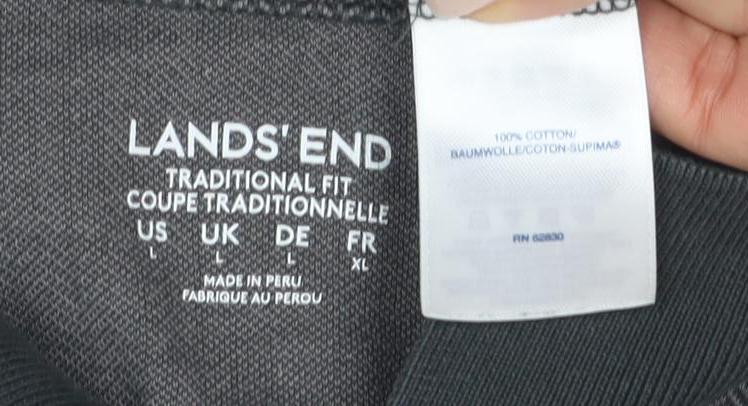 LANDS' END
TRADITIONAL FIT
COUPE TRADITIONNELLE
US UK DE FR
L L L XL
MADE IN PERU
FABRIQUE AU PEROU
100% COTTON/
BAUMWOLLE/COTON-SUPIMA®
RN 62830